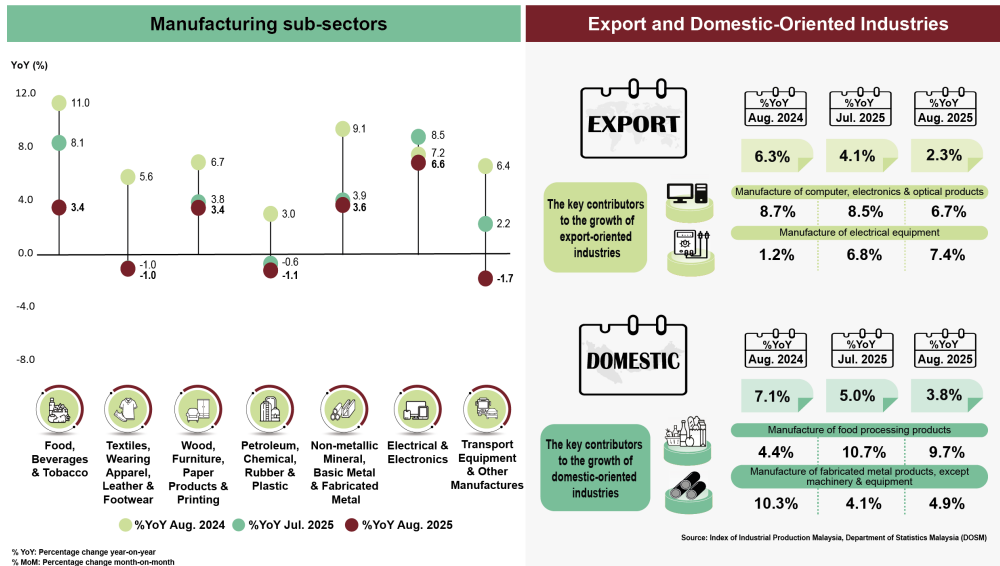 Manufacturing sub-sectors
YoY (%)
12.0
8.0
4.0
0.0
-4.0
-8.0
11.0
8.1
3.4
5.6
-1.0
-1.0
6.7
3.8
3.4
3.0
-0.6
-1.1
9.1
3.9
3.6
8.5
7.2
6.6
6.4
2.2
-1.7
Food,
Beverages
& Tobacco
Textiles,
Wearing
Apparel,
Leather &
Footwear
Wood,
Furniture,
Paper
Products &
Printing
Petroleum,
Chemical,
Rubber &
Plastic
Non-metallic
Mineral,
Basic Metal
& Fabricated
Metal
Electrical &
Electronics
Transport
Equipment
& Other
Manufactures
%YoY Aug. 2024
%YoY Jul. 2025
%YoY Aug. 2025
% YoY: Percentage change year-on-year
% MoM: Percentage change month-on-month
Export and Domestic-Oriented Industries
EXPORT
%YoY
Aug. 2024
%YoY
Jul. 2025
%YoY
Aug. 2025
6.3%
4.1%
2.3%
The key contributors
to the growth of
export-oriented
industries
Manufacture of computer, electronics & optical products
8.7%
8.5%
6.7%
Manufacture of electrical equipment
1.2%
6.8%
7.4%
DOMESTIC
%YoY
Aug. 2024
%YoY
Jul. 2025
%YoY
Aug. 2025
7.1%
5.0%
3.8%
The key contributors
to the growth of
domestic-oriented
industries
Manufacture of food processing products
4.4%
10.7%
9.7%
Manufacture of fabricated metal products, except
machinery & equipment
10.3%
4.1%
4.9%
Source: Index of Industrial Production Malaysia, Department of Statistics Malaysia (DOSM)